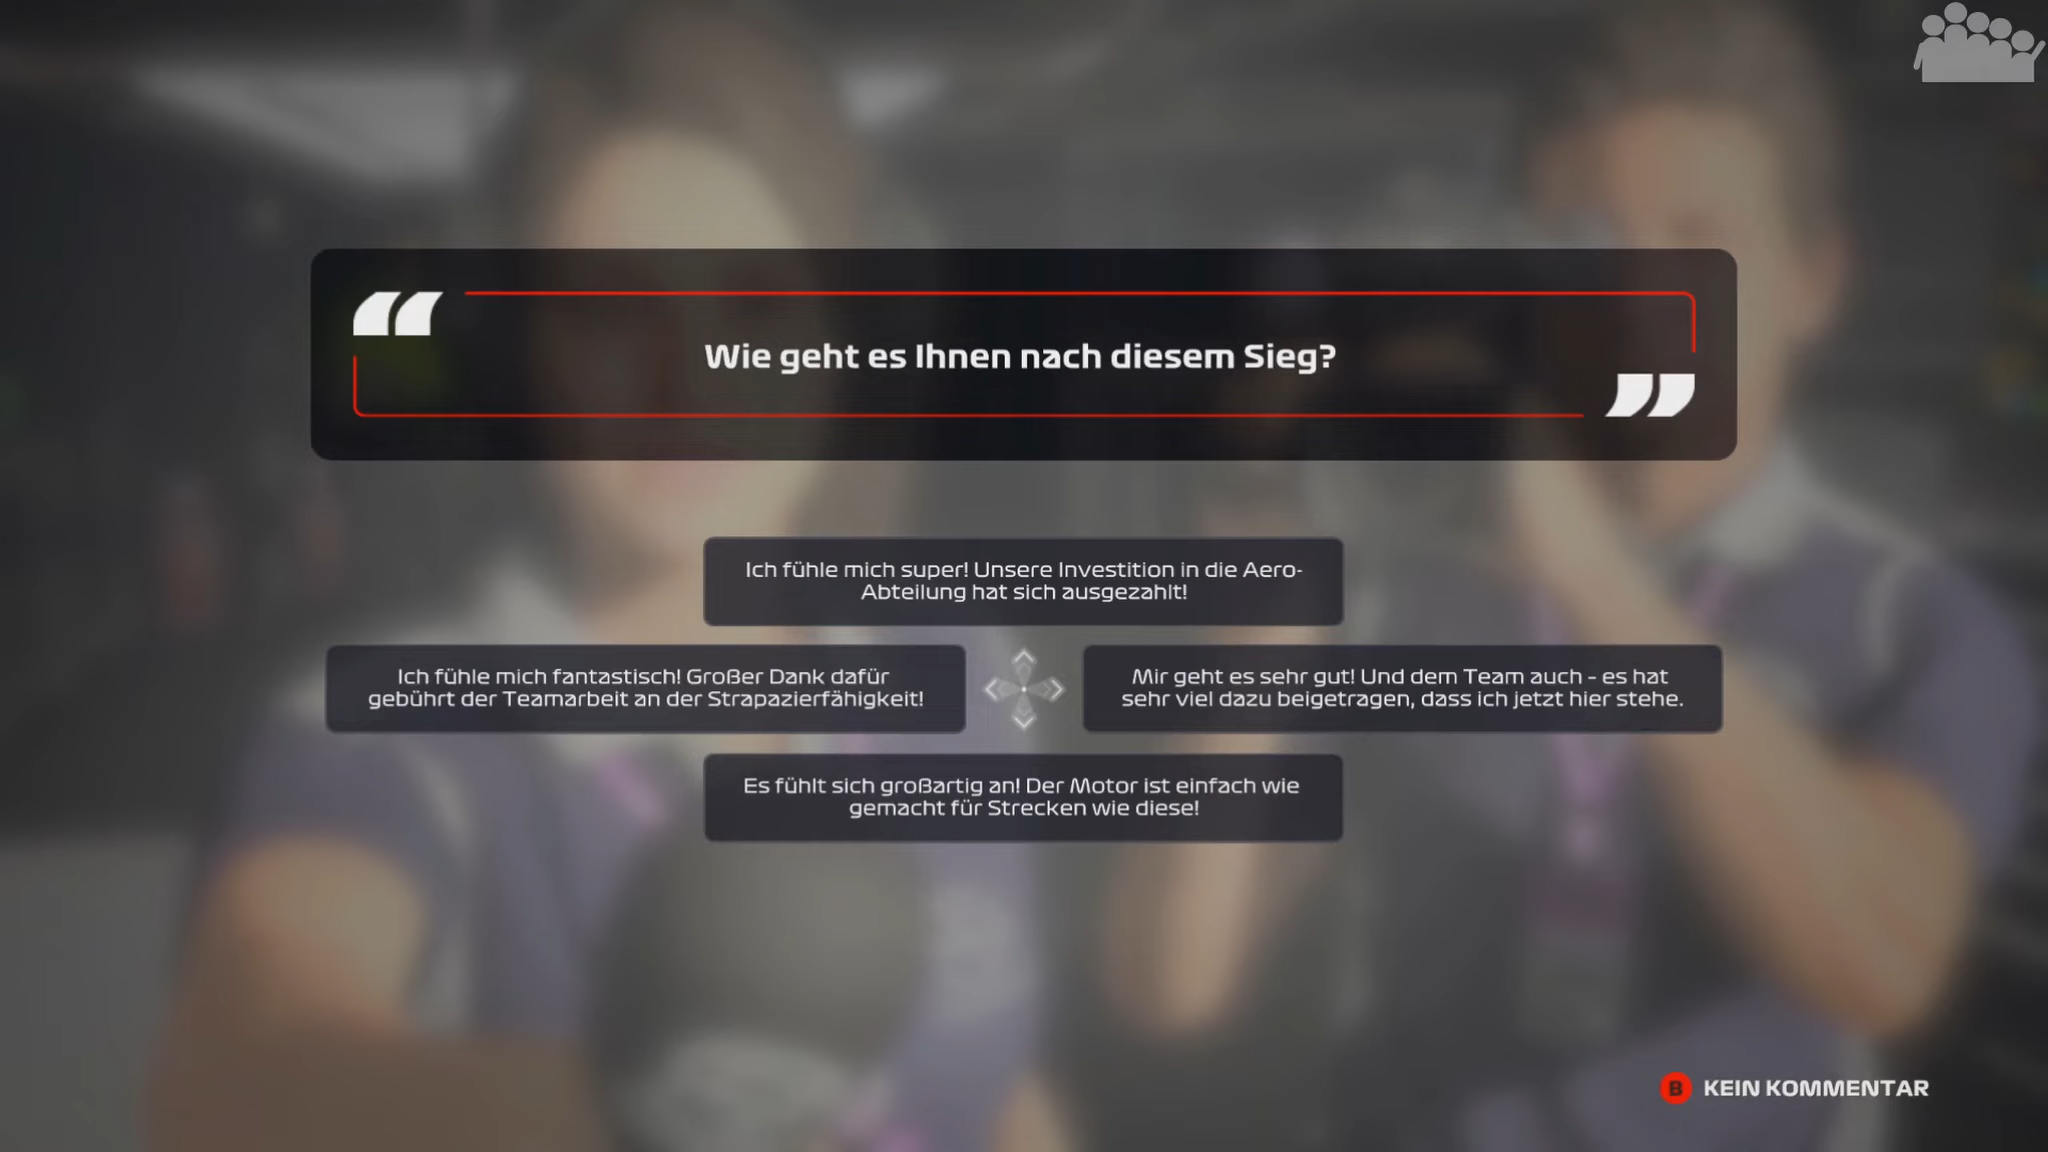 Wie geht es Ihnen nach diesem Sieg?
Ich fühle mich super! Unsere Investition in die Aero-
Abteilung hat sich ausgezahlt!
Ich fühle mich fantastisch! Großer Dank dafür
gebührt der Teamarbeit an der Strapazierfähigkeit!
Mir geht es sehr gut! Und dem Team auch - es hat
sehr viel dazu beigetragen, dass ich jetzt hier stehe.
Es fühlt sich großartig an! Der Motor ist einfach wie
gemacht für Strecken wie diese!
B KEIN KOMMENTAR